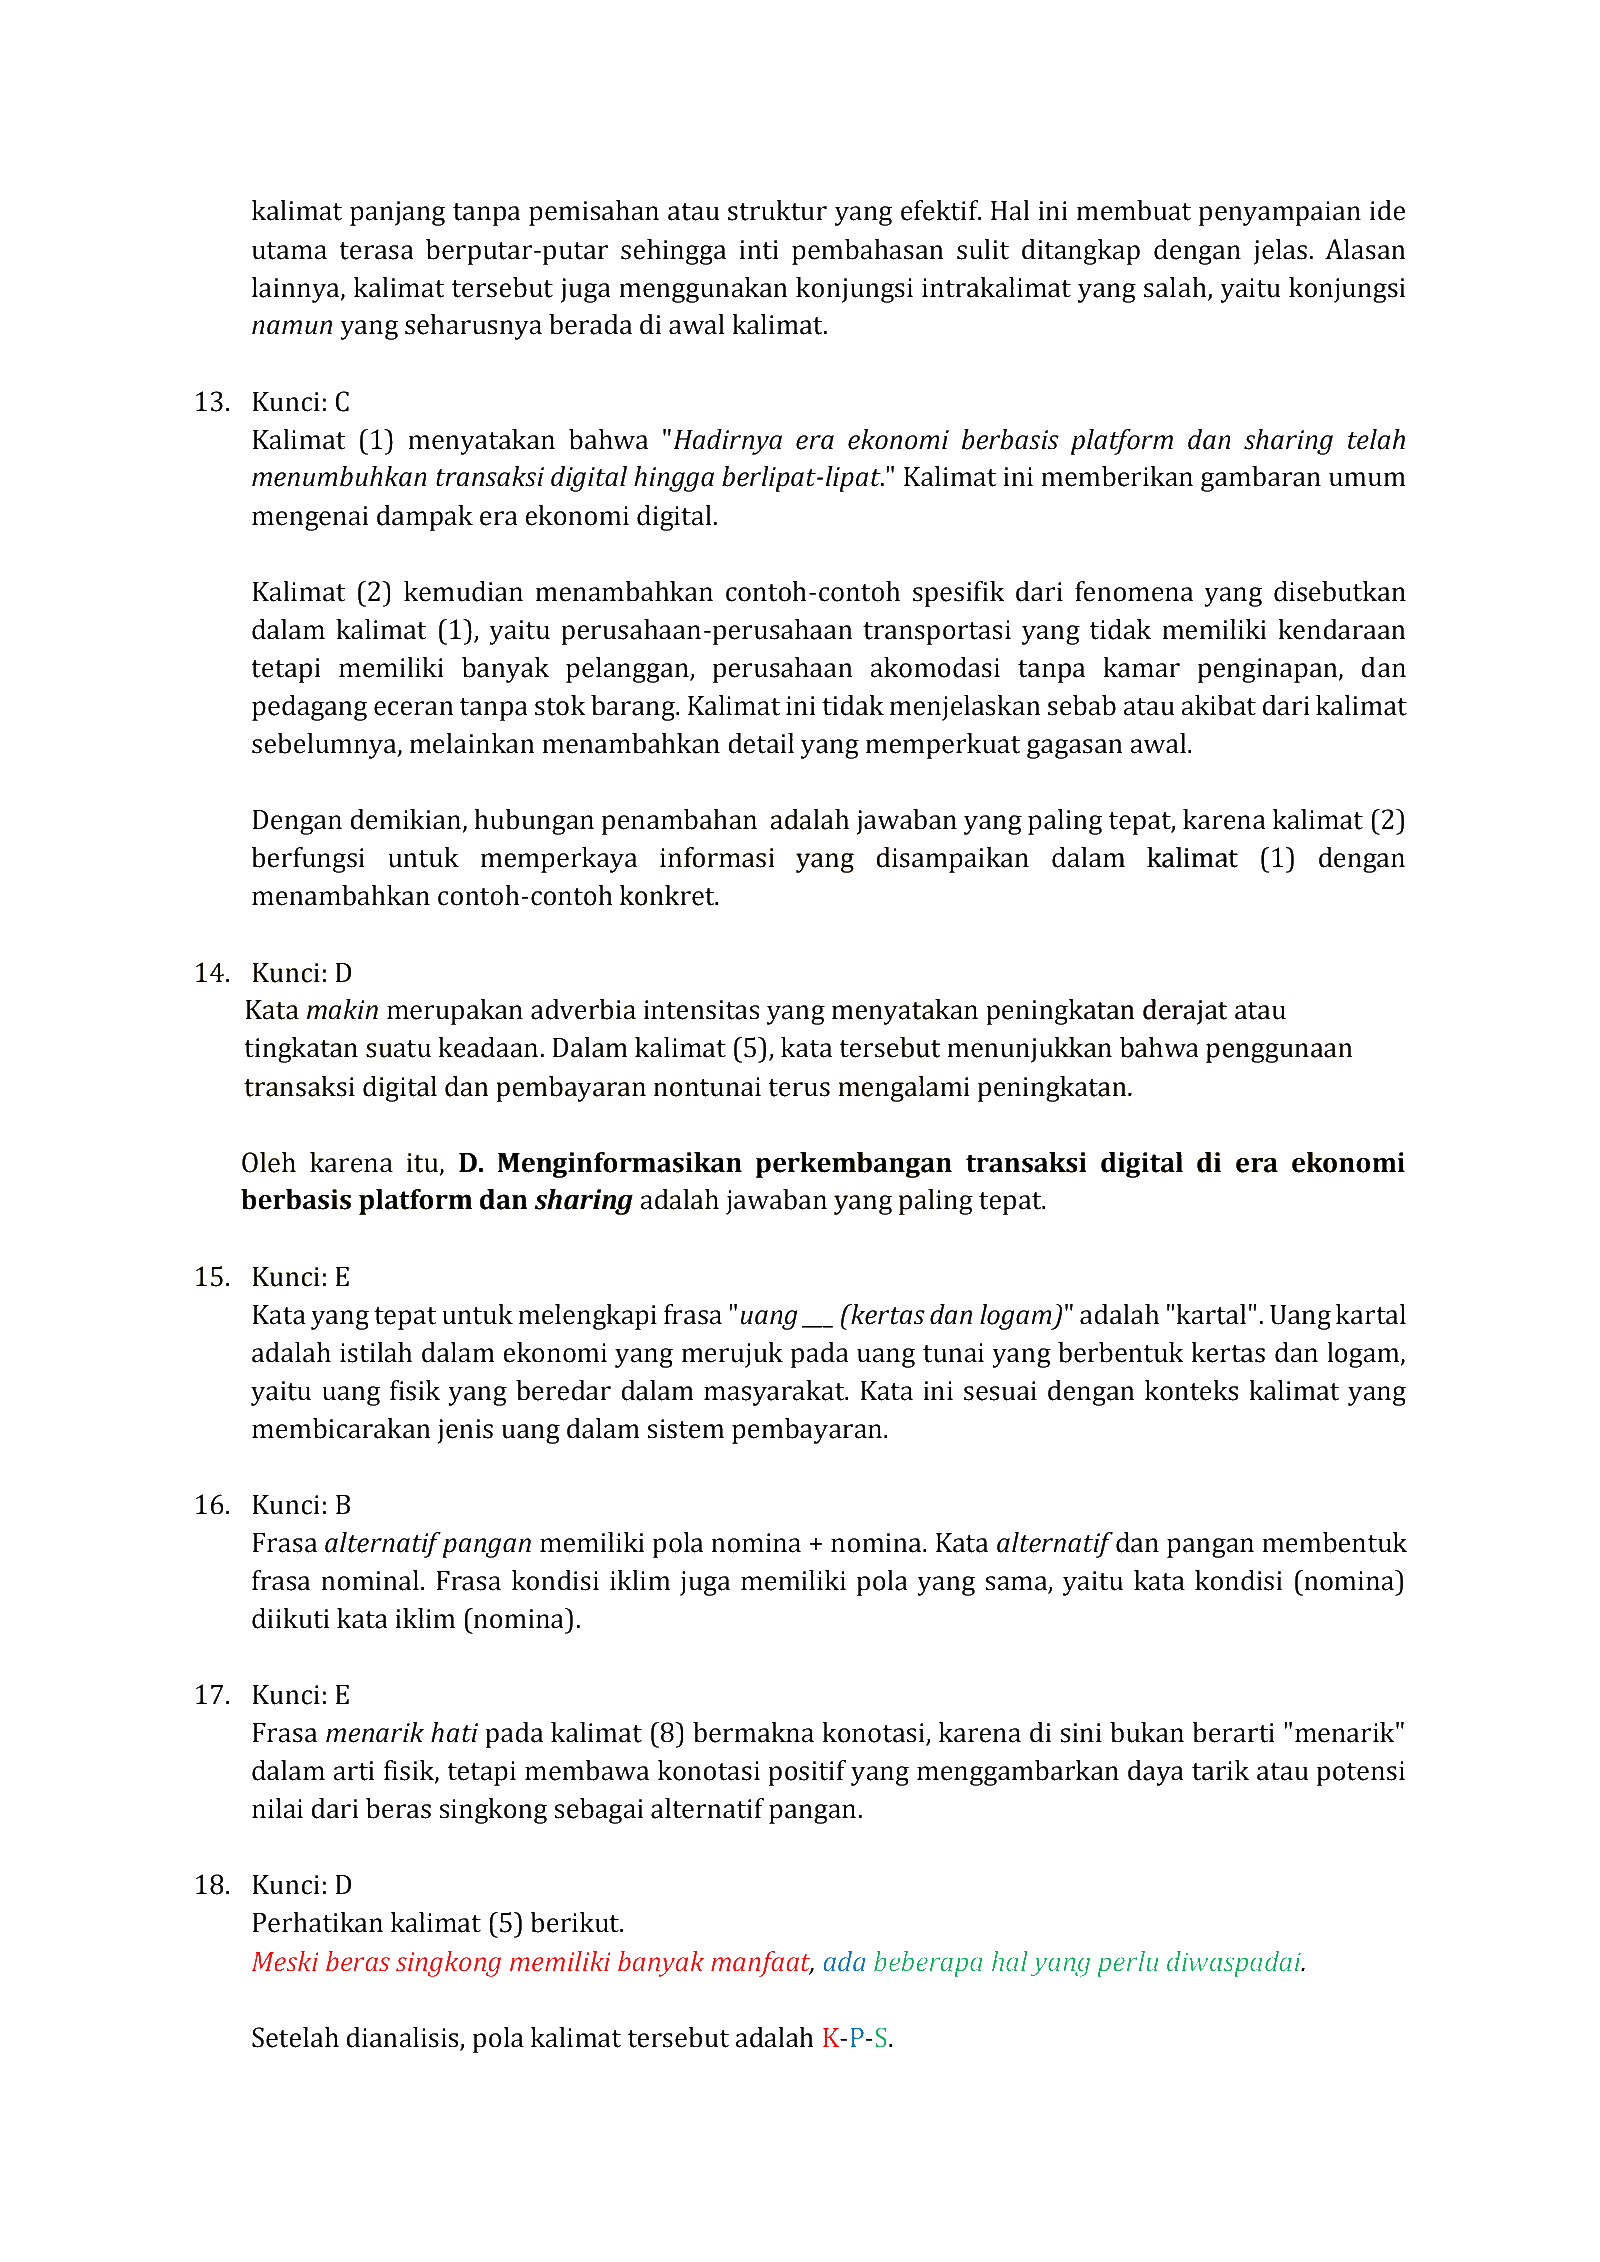 kalimat panjang tanpa pemisahan atau struktur yang efektif. Hal ini membuat penyampaian ide
utama terasa berputar-putar sehingga inti pembahasan sulit ditangkap dengan jelas. Alasan
lainnya, kalimat tersebut juga menggunakan konjungsi intrakalimat yang salah, yaitu konjungsi
namun yang seharusnya berada di awal kalimat.
13. Kunci: C
Kalimat (1) menyatakan bahwa "Hadirnya era ekonomi berbasis platform dan sharing telah
menumbuhkan transaksi digital hingga berlipat-lipat." Kalimat ini memberikan gambaran umum
mengenai dampak era ekonomi digital.
Kalimat (2) kemudian menambahkan contoh-contoh spesifik dari fenomena yang disebutkan
dalam kalimat (1), yaitu perusahaan-perusahaan transportasi yang tidak memiliki kendaraan
tetapi memiliki banyak pelanggan, perusahaan akomodasi tanpa kamar penginapan, dan
pedagang eceran tanpa stok barang. Kalimat ini tidak menjelaskan sebab atau akibat dari kalimat
sebelumnya, melainkan menambahkan detail yang memperkuat gagasan awal.
Dengan demikian, hubungan penambahan adalah jawaban yang paling tepat, karena kalimat (2)
berfungsi untuk memperkaya informasi yang disampaikan dalam kalimat (1) dengan
menambahkan contoh-contoh konkret.
14. Kunci: D
Kata makin merupakan adverbia intensitas yang menyatakan peningkatan derajat atau
tingkatan suatu keadaan. Dalam kalimat (5), kata tersebut menunjukkan bahwa penggunaan
transaksi digital dan pembayaran nontunai terus mengalami peningkatan.
Oleh karena itu, D. Menginformasikan perkembangan transaksi digital di era ekonomi
berbasis platform dan sharing adalah jawaban yang paling tepat.
15. Kunci: E
Kata yang tepat untuk melengkapi frasa "uang ___ (kertas dan logam)" adalah "kartal". Uang kartal
adalah istilah dalam ekonomi yang merujuk pada uang tunai yang berbentuk kertas dan logam,
yaitu uang fisik yang beredar dalam masyarakat. Kata ini sesuai dengan konteks kalimat yang
membicarakan jenis uang dalam sistem pembayaran.
16. Kunci: B
Frasa alternatif pangan memiliki pola nomina + nomina. Kata alternatif dan pangan membentuk
frasa nominal. Frasa kondisi iklim juga memiliki pola yang sama, yaitu kata kondisi (nomina)
diikuti kata iklim (nomina).
17. Kunci: E
Frasa menarik hati pada kalimat (8) bermakna konotasi, karena di sini bukan berarti "menarik"
dalam arti fisik, tetapi membawa konotasi positif yang menggambarkan daya tarik atau potensi
nilai dari beras singkong sebagai alternatif pangan.
18. Kunci: D
Perhatikan kalimat (5) berikut.
Meski beras singkong memiliki banyak manfaat, ada beberapa hal yang perlu diwaspadai.
Setelah dianalisis, pola kalimat tersebut adalah K-P-S.